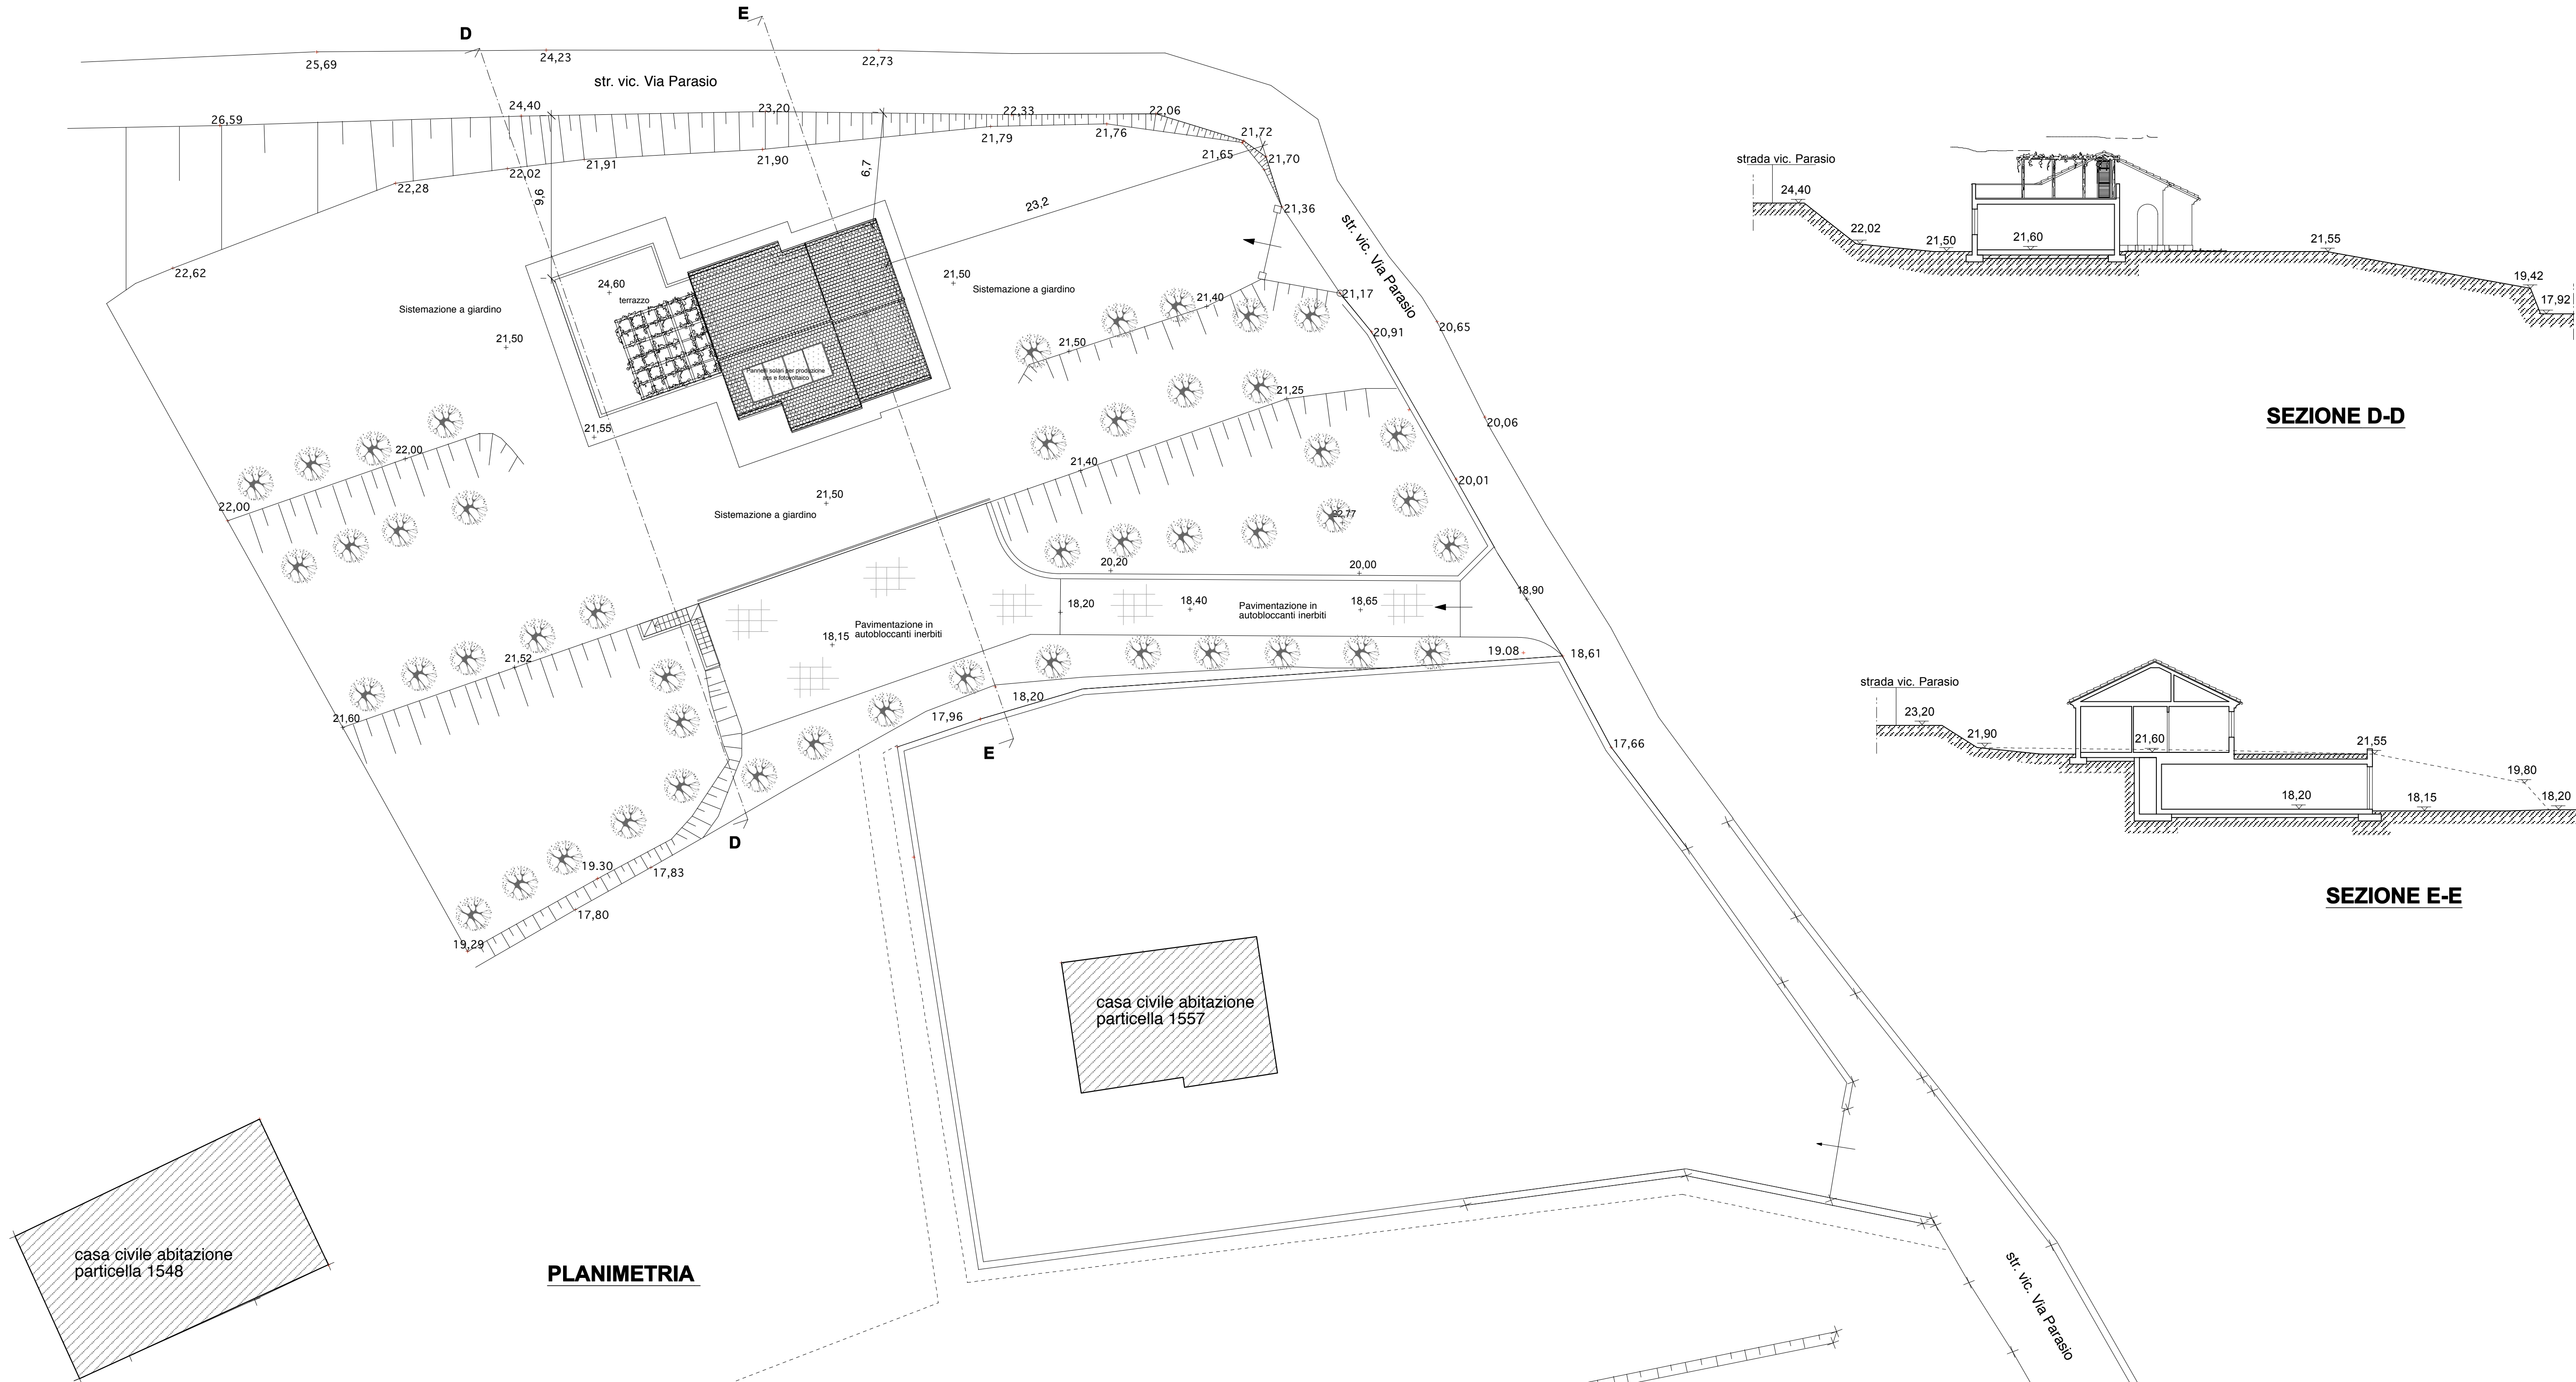 E
D
25,69
24,23
22,73
str. vic. Via Parasio
26,59
24,40
23,20
22,33
22,06
21,72
21,79
21,76
21,90
21,91
22,02
22,28
21,65
21,70
9,6
6,7
23,2
21,36
str. vic. Via Parasio
22,62
24,60
terrazzo
21,50
Sistemazione a giardino
Sistemazione a giardino
21,50
21,40
21,17
20,91
20,65
21,50
Pannelli solari per produzione
acs e fotovoltaico
21,25
20,06
21,55
22,00
21,40
20,01
22,00
21,50
Sistemazione a giardino
22,77
20,20
20,00
18,90
18,20
18,40
Pavimentazione in
autobloccanti inerbiti
18,65
18,15
Pavimentazione in
autobloccanti inerbiti
21,52
19.08
18,61
21,60
18,20
17,96
17,66
E
D
19.30
17,83
17,80
19,29
casa civile abitazione
particella 1557
casa civile abitazione
particella 1548
PLANIMETRIA
str. vic. Via Parasio
strada vic. Parasio
24,40
22,02
21,50
21,60
21,55
19,42
17,92
SEZIONE D-D
strada vic. Parasio
23,20
21,90
21,60
21,55
19,80
18,20
18,15
18,20
SEZIONE E-E